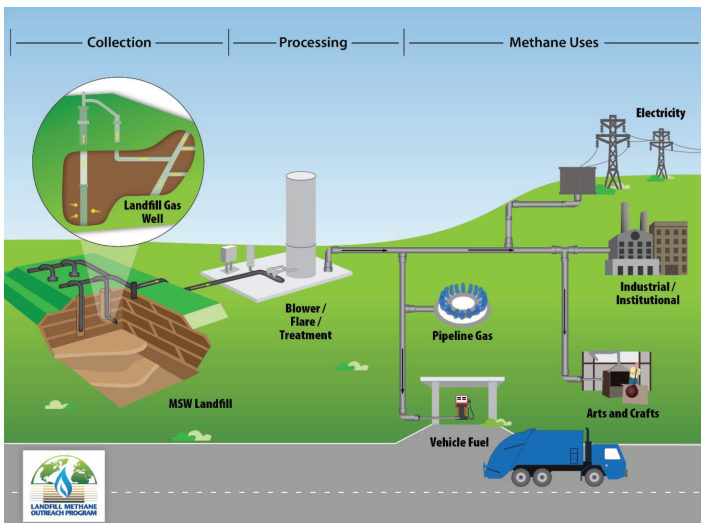 Collection
Processing
Methane Uses
Electricity
Landfill Gas
Well
Industrial /
Institutional
Blower /
Flare /
Treatment
Pipeline Gas
MSW Landfill
Arts and Crafts
Vehicle Fuel
LANDFILL METHANE
OUTREACH PROGRAM